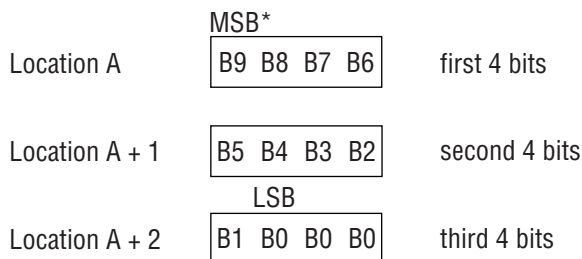 MSB*
Location A B9 B8 B7 B6 first 4 bits
Location A + 1 B5 B4 B3 B2 second 4 bits
LSB
Location A + 2 B1 B0 B0 B0 third 4 bits